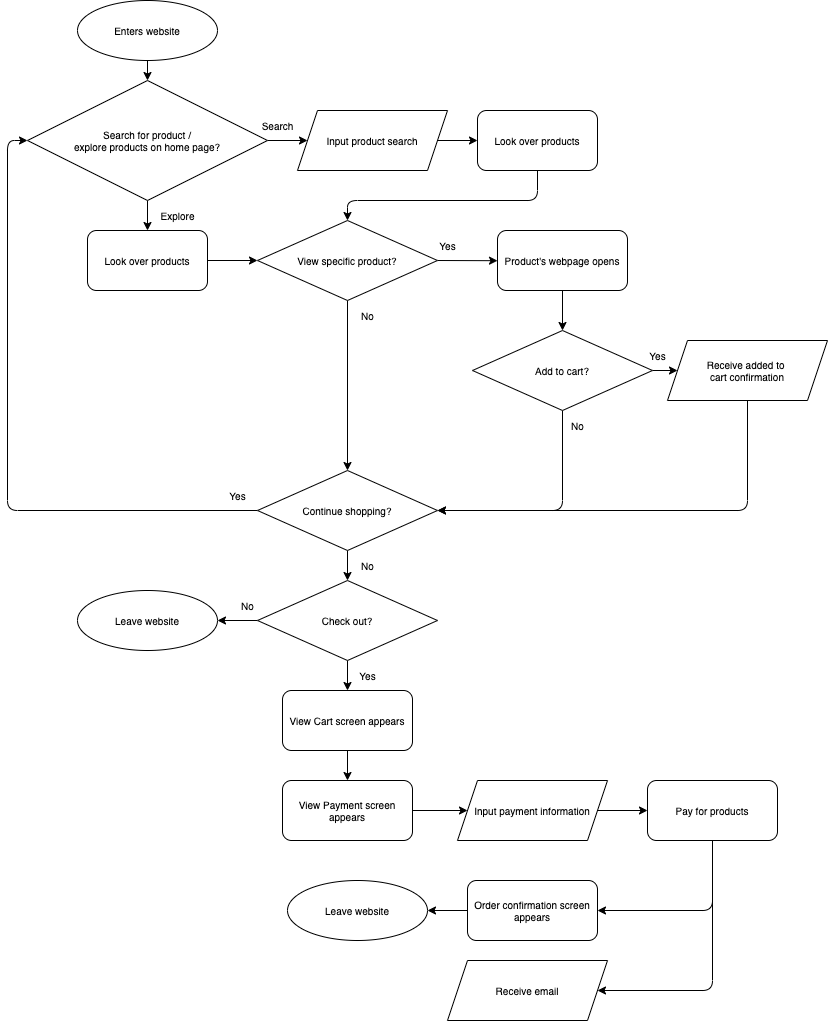 Enters website
Search for product /
explore products on home page?
Search
Input product search
Look over products
Explore
Look over products
View specific product?
Yes
Product's webpage opens
No
Add to cart?
Yes
Receive added to
cart confirmation
No
Continue shopping?
Yes
No
Check out?
No
Leave website
Yes
View Cart screen appears
View Payment screen
appears
Input payment information
Pay for products
Order confirmation screen
appears
Leave website
Receive email